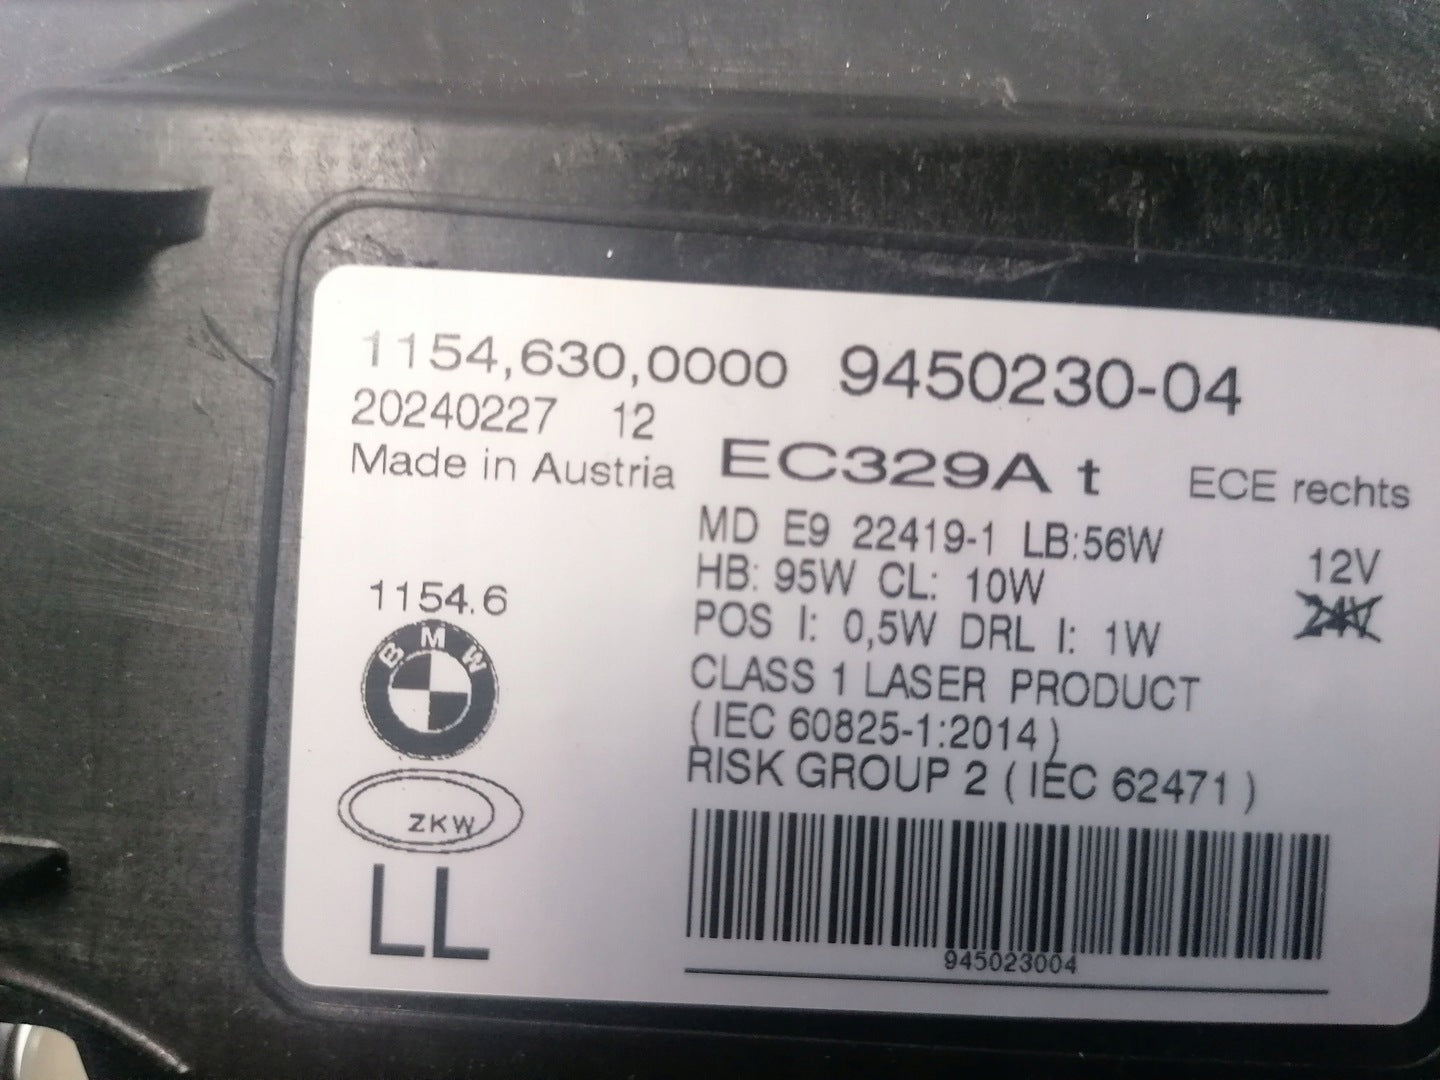 1154,630,0000 9450230-04
20240227 12
Made in Austria EC329A t ECE rechts
MD E9 22419-1 LB:56W
HB: 95W CL: 10W 12V
POS I: 0,5W DRL I: 1W 24V
1154.6
BMW
CLASS 1 LASER PRODUCT
(IEC 60825-1:2014)
RISK GROUP 2 (IEC 62471)
ZKW
LL
945023004